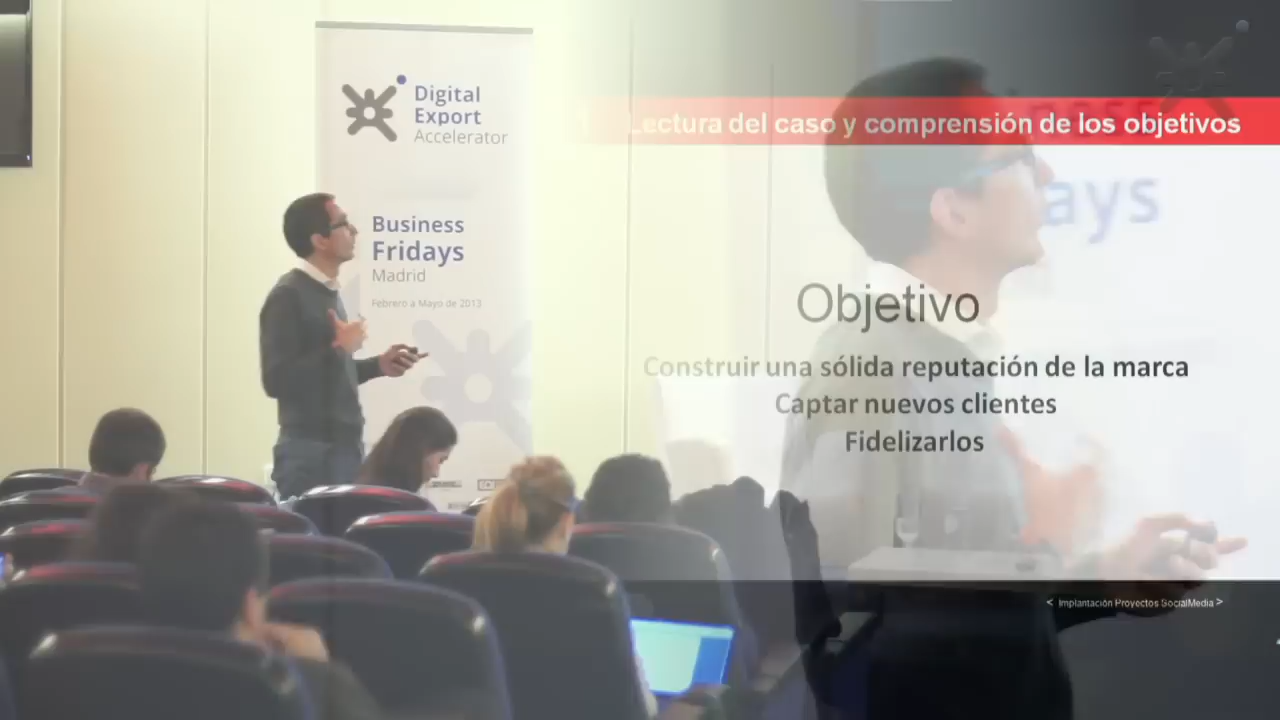 Digital
Export
Accelerator
Business
Fridays
Madrid
Febrero a Mayo de 2013
Lectura del caso y comprensión de los objetivos
ays
Objetivo
Construir una sólida reputación de la marca
Captar nuevos clientes
Fidelizarlos
< Implantación Proyectos SocialMedia >